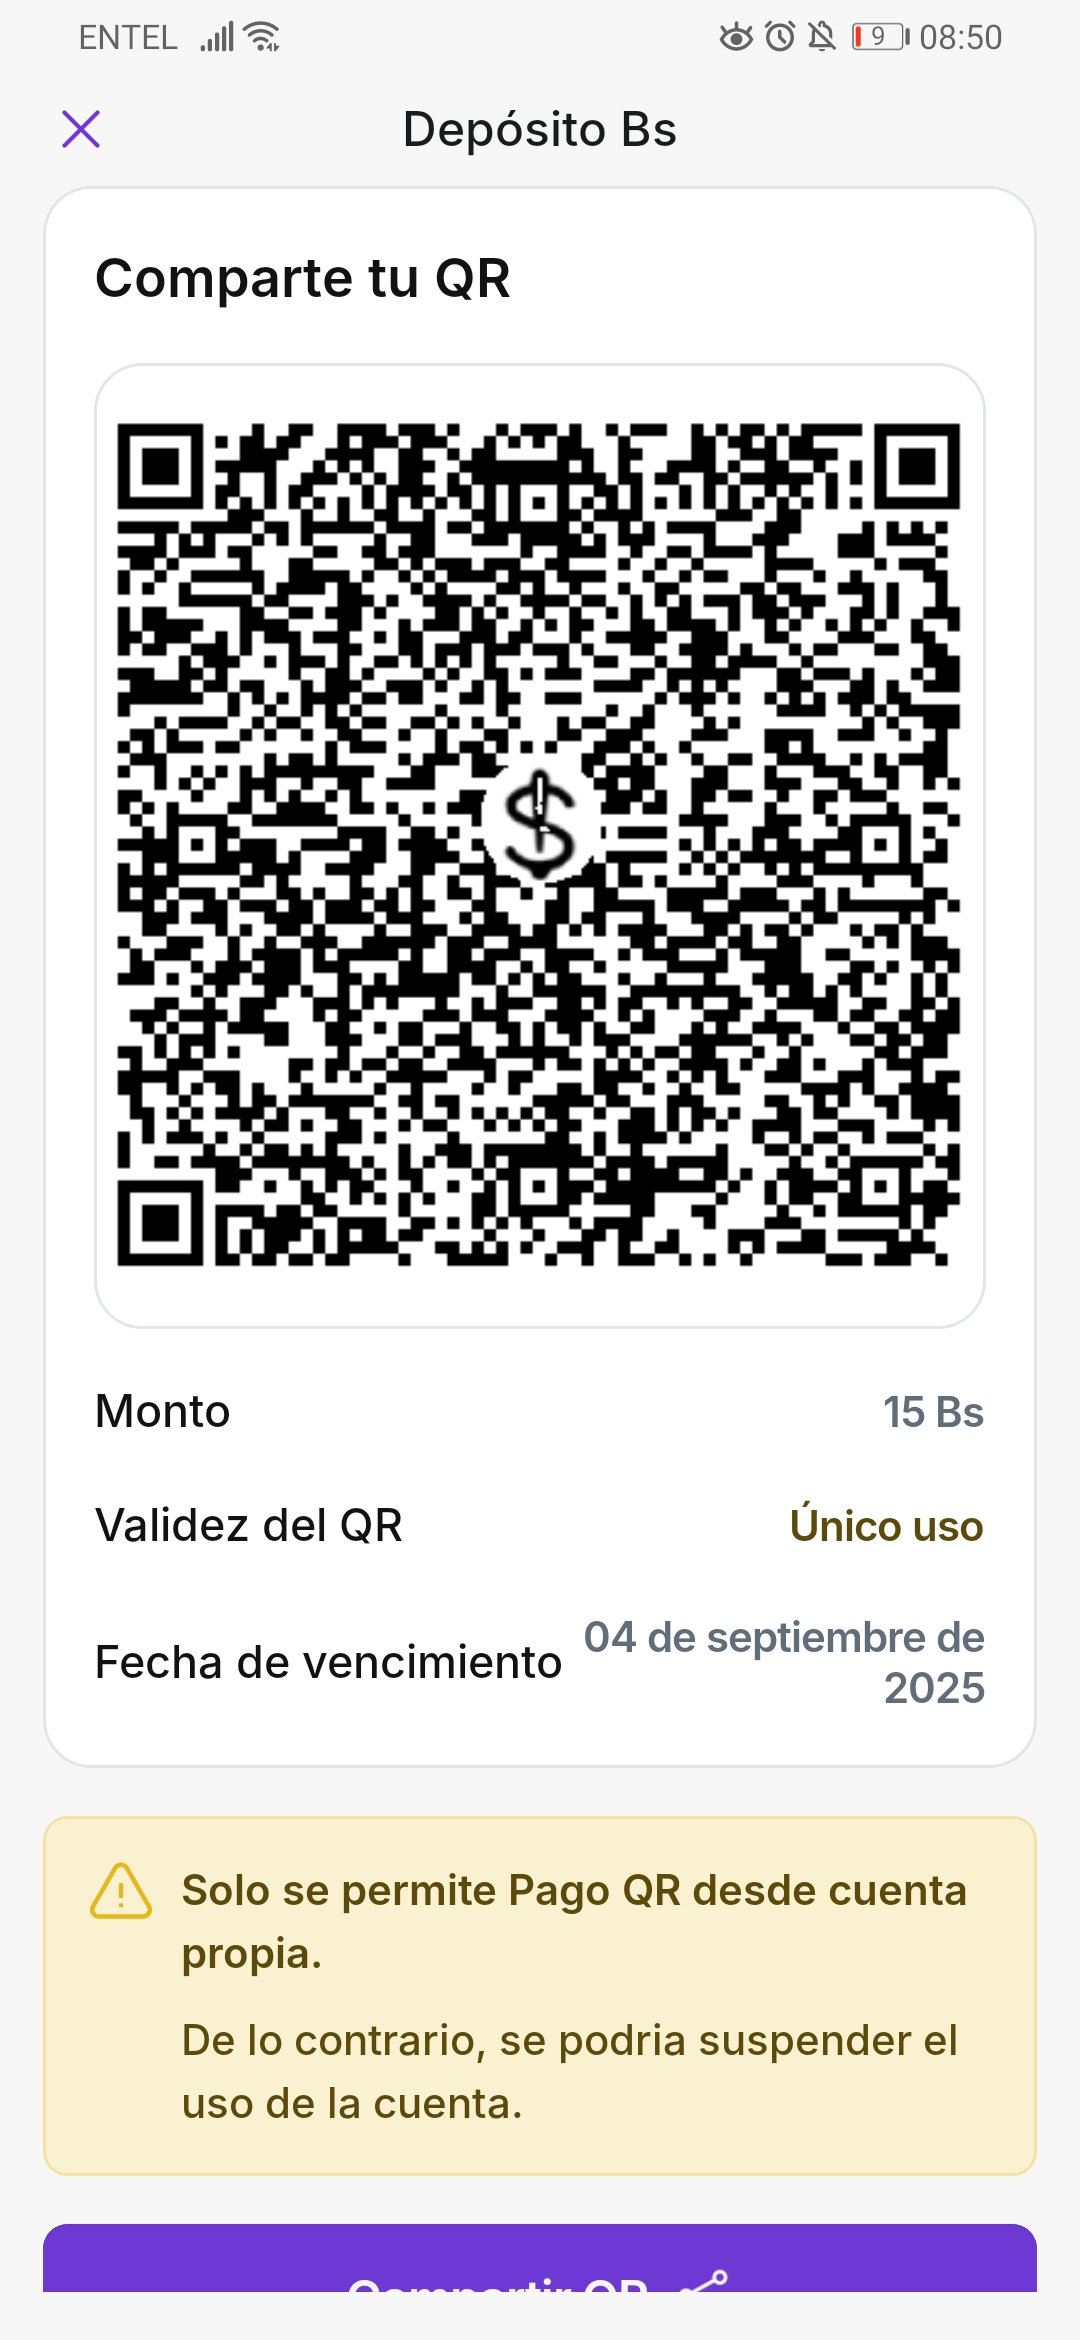 ENTEL 9 08:50
Depósito Bs
Comparte tu QR
$
Monto 15 Bs
Validez del QR Único uso
Fecha de vencimiento 04 de septiembre de
2025
Solo se permite Pago QR desde cuenta
propia.
De lo contrario, se podria suspender el
uso de la cuenta.
Compartir QR